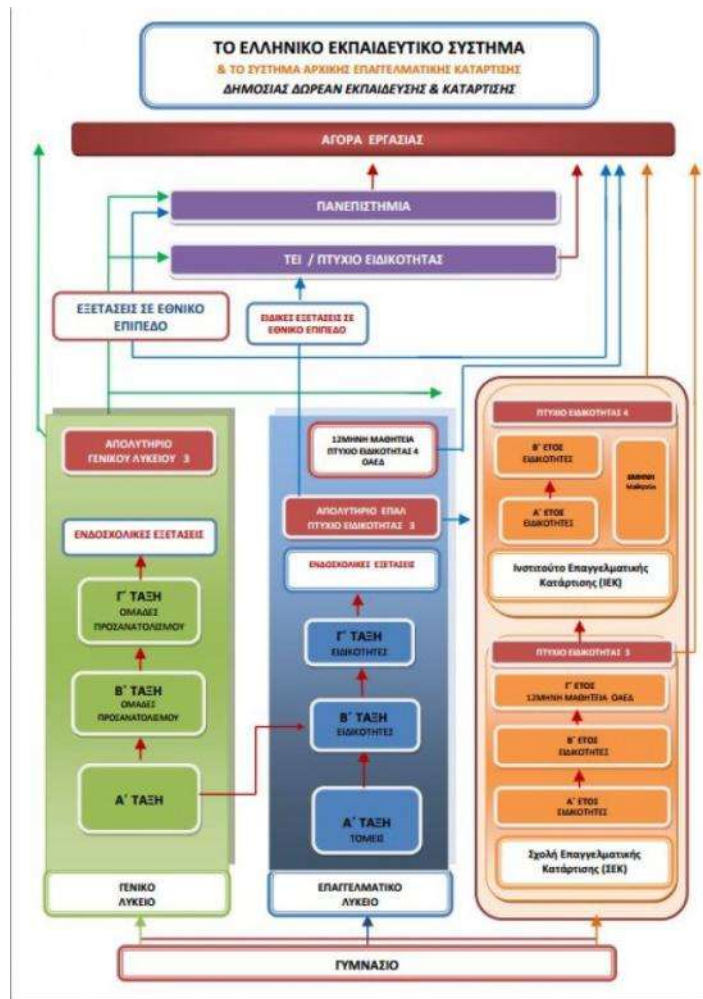 ΤΟ ΕΛΛΗΝΙΚΟ ΕΚΠΑΙΔΕΥΤΙΚΟ ΣΥΣΤΗΜΑ
& ΤΟ ΣΥΣΤΗΜΑ ΑΡΧΙΚΗΣ ΕΠΑΓΓΕΛΜΑΤΙΚΗΣ ΚΑΤΑΡΤΙΣΗΣ
ΔΗΜΟΣΙΑΣ ΔΩΡΕΑΝ ΕΚΠΑΙΔΕΥΣΗΣ & ΚΑΤΑΡΤΙΣΗΣ
ΑΓΟΡΑ ΕΡΓΑΣΙΑΣ
ΠΑΝΕΠΙΣΤΗΜΙΑ
ΤΕΙ / ΠΤΥΧΙΟ ΕΙΔΙΚΟΤΗΤΑΣ
ΕΞΕΤΑΣΕΙΣ ΣΕ ΕΘΝΙΚΟ
ΕΠΙΠΕΔΟ
ΕΙΔΙΚΕΣ ΕΞΕΤΑΣΕΙΣ ΣΕ
ΕΘΝΙΚΟ ΕΠΙΠΕΔΟ
ΑΠΟΛΥΤΗΡΙΟ
ΓΕΝΙΚΟΥ ΛΥΚΕΙΟΥ 3
ΕΝΔΟΣΧΟΛΙΚΕΣ ΕΞΕΤΑΣΕΙΣ
Γ΄ ΤΑΞΗ
ΟΜΑΔΕΣ
ΠΡΟΣΑΝΑΤΟΛΙΣΜΟΥ
Β΄ ΤΑΞΗ
ΟΜΑΔΕΣ
ΠΡΟΣΑΝΑΤΟΛΙΣΜΟΥ
Α΄ ΤΑΞΗ
ΓΕΝΙΚΟ
ΛΥΚΕΙΟ
12ΜΗΝΗ ΜΑΘΗΤΕΙΑ
ΠΤΥΧΙΟ ΕΙΔΙΚΟΤΗΤΑΣ 4
ΟΑΕΔ
ΑΠΟΛΥΤΗΡΙΟ ΕΠΑΛ
ΠΤΥΧΙΟ ΕΙΔΙΚΟΤΗΤΑΣ 3
ΕΝΔΟΣΧΟΛΙΚΕΣ ΕΞΕΤΑΣΕΙΣ
Γ΄ ΤΑΞΗ
ΕΙΔΙΚΟΤΗΤΕΣ
Β΄ ΤΑΞΗ
ΕΙΔΙΚΟΤΗΤΕΣ
Α΄ ΤΑΞΗ
ΤΟΜΕΙΣ
ΕΠΑΓΓΕΛΜΑΤΙΚΟ
ΛΥΚΕΙΟ
ΠΤΥΧΙΟ ΕΙΔΙΚΟΤΗΤΑΣ 4
Β΄ ΕΤΟΣ
ΕΙΔΙΚΟΤΗΤΕΣ
Α΄ ΕΤΟΣ
ΕΙΔΙΚΟΤΗΤΕΣ
6ΜΗΝΗ
Μαθητεία
Ινστιτούτο Επαγγελματικής
Κατάρτισης (ΙΕΚ)
ΠΤΥΧΙΟ ΕΙΔΙΚΟΤΗΤΑΣ 3
Γ΄ ΕΤΟΣ
12ΜΗΝΗ ΜΑΘΗΤΕΙΑ ΟΑΕΔ
Β΄ ΕΤΟΣ
ΕΙΔΙΚΟΤΗΤΕΣ
Α΄ ΕΤΟΣ
ΕΙΔΙΚΟΤΗΤΕΣ
Σχολή Επαγγελματικής
Κατάρτισης (ΣΕΚ)
ΓΥΜΝΑΣΙΟ